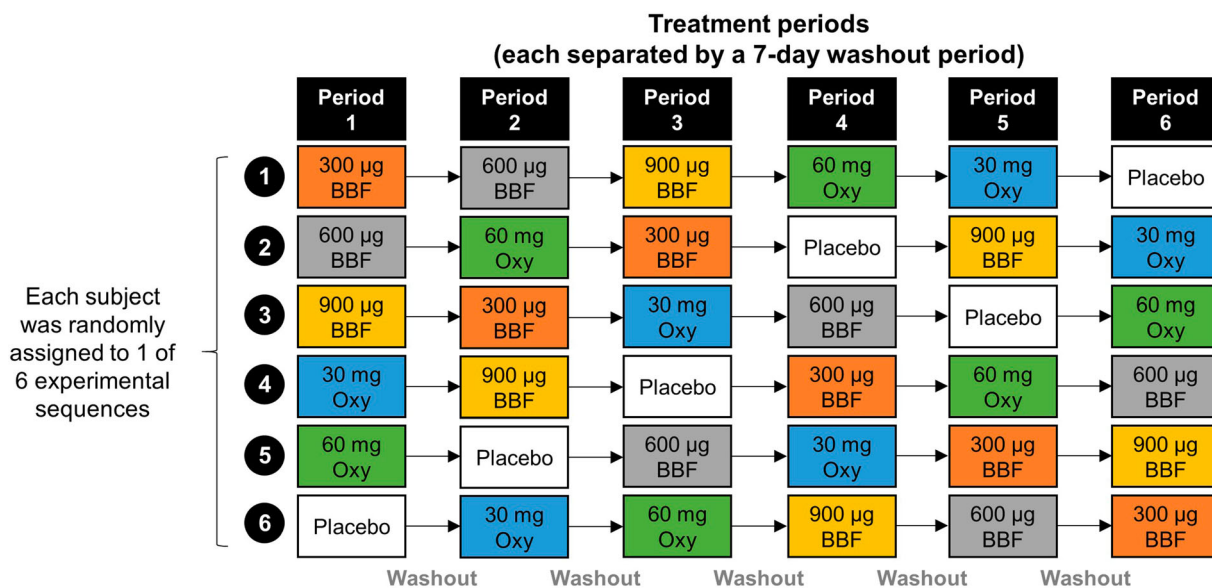 Treatment periods
(each separated by a 7-day washout period)
Period
1
Period
2
Period
3
Period
4
Period
5
Period
6
Each subject
was randomly
assigned to 1 of
6 experimental
sequences
1
300 µg
BBF
600 µg
BBF
900 µg
BBF
60 mg
Oxy
30 mg
Oxy
Placebo
2
600 µg
BBF
60 mg
Oxy
300 µg
BBF
Placebo
900 µg
BBF
30 mg
Oxy
3
900 µg
BBF
300 µg
BBF
30 mg
Oxy
600 µg
BBF
Placebo
60 mg
Oxy
4
30 mg
Oxy
900 µg
BBF
Placebo
300 µg
BBF
60 mg
Oxy
600 µg
BBF
5
60 mg
Oxy
Placebo
600 µg
BBF
30 mg
Oxy
300 µg
BBF
900 µg
BBF
6
Placebo
30 mg
Oxy
60 mg
Oxy
900 µg
BBF
600 µg
BBF
300 µg
BBF
Washout
Washout
Washout
Washout
Washout